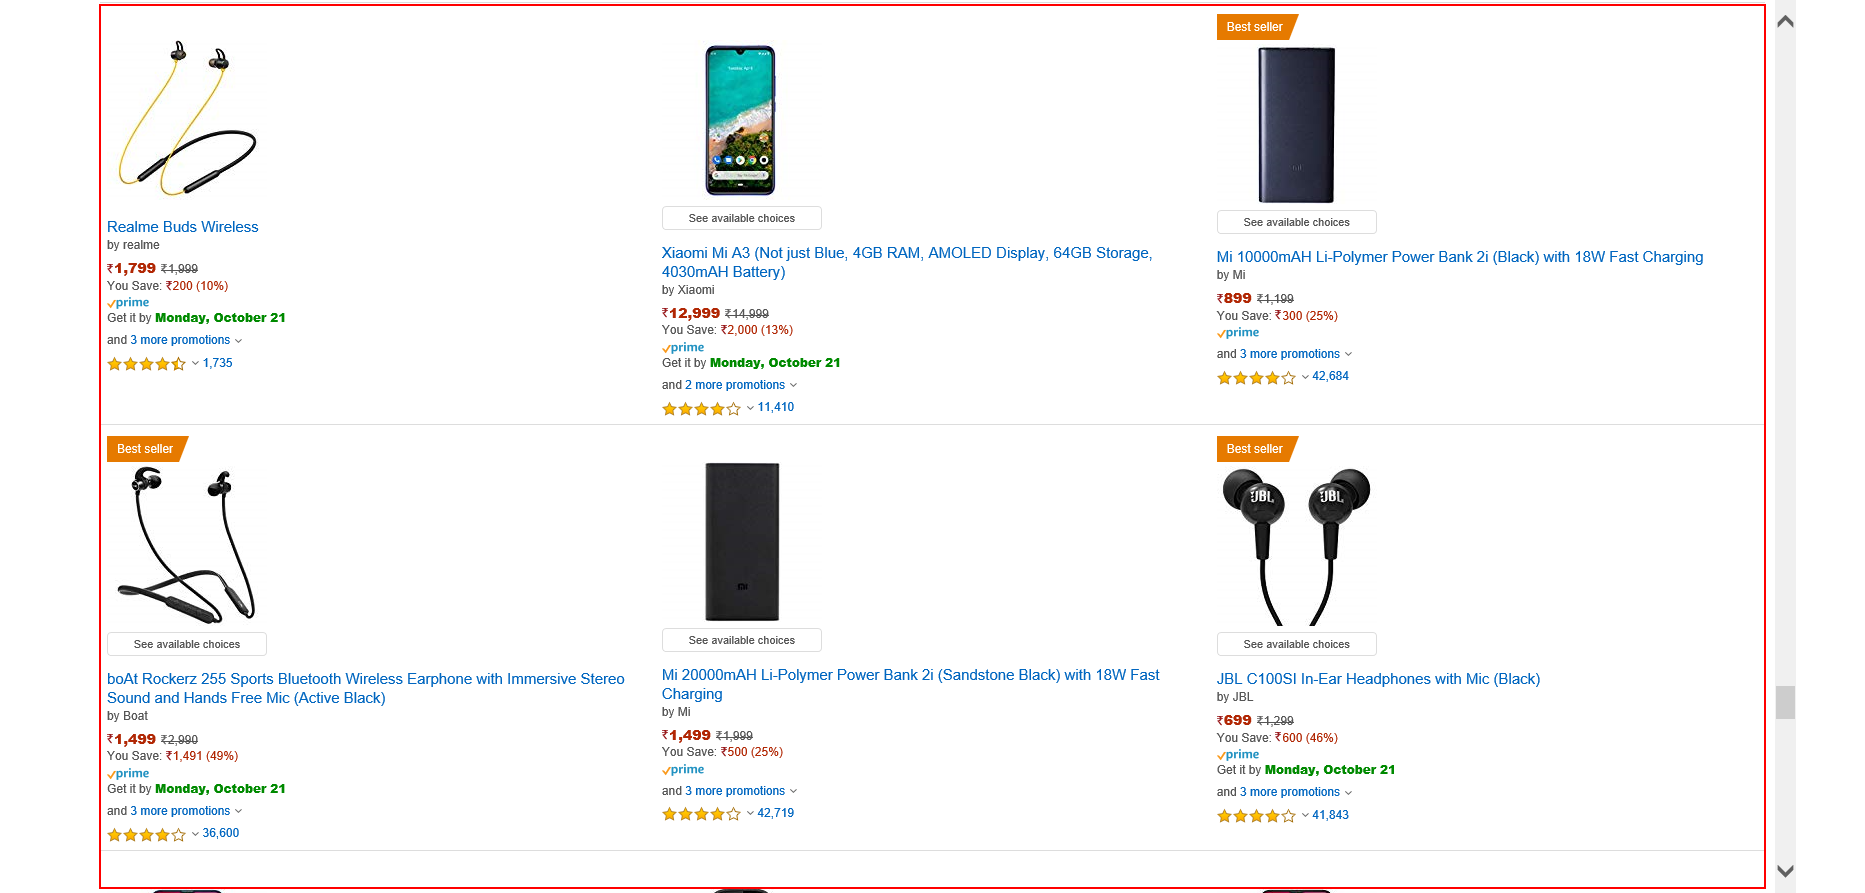 Realme Buds Wireless
by realme
₹1,799 ₹1,999
You Save: ₹200 (10%)
prime
Get it by Monday, October 21
and 3 more promotions
1,735
See available choices
Xiaomi Mi A3 (Not just Blue, 4GB RAM, AMOLED Display, 64GB Storage,
4030mAH Battery)
by Xiaomi
₹12,999 ₹14,999
You Save: ₹2,000 (13%)
prime
Get it by Monday, October 21
and 2 more promotions
11,410
Best seller
mi
See available choices
Mi 10000mAH Li-Polymer Power Bank 2i (Black) with 18W Fast Charging
by Mi
₹899 ₹1,199
You Save: ₹300 (25%)
prime
and 3 more promotions
42,684
Best seller
See available choices
boAt Rockerz 255 Sports Bluetooth Wireless Earphone with Immersive Stereo
Sound and Hands Free Mic (Active Black)
by Boat
₹1,499 ₹2,990
You Save: ₹1,491 (49%)
prime
Get it by Monday, October 21
and 3 more promotions
36,600
mi
See available choices
Mi 20000mAH Li-Polymer Power Bank 2i (Sandstone Black) with 18W Fast
Charging
by Mi
₹1,499 ₹1,999
You Save: ₹500 (25%)
prime
and 3 more promotions
42,719
Best seller
JBL JBL
See available choices
JBL C100SI In-Ear Headphones with Mic (Black)
by JBL
₹699 ₹1,299
You Save: ₹600 (46%)
prime
Get it by Monday, October 21
and 3 more promotions
41,843